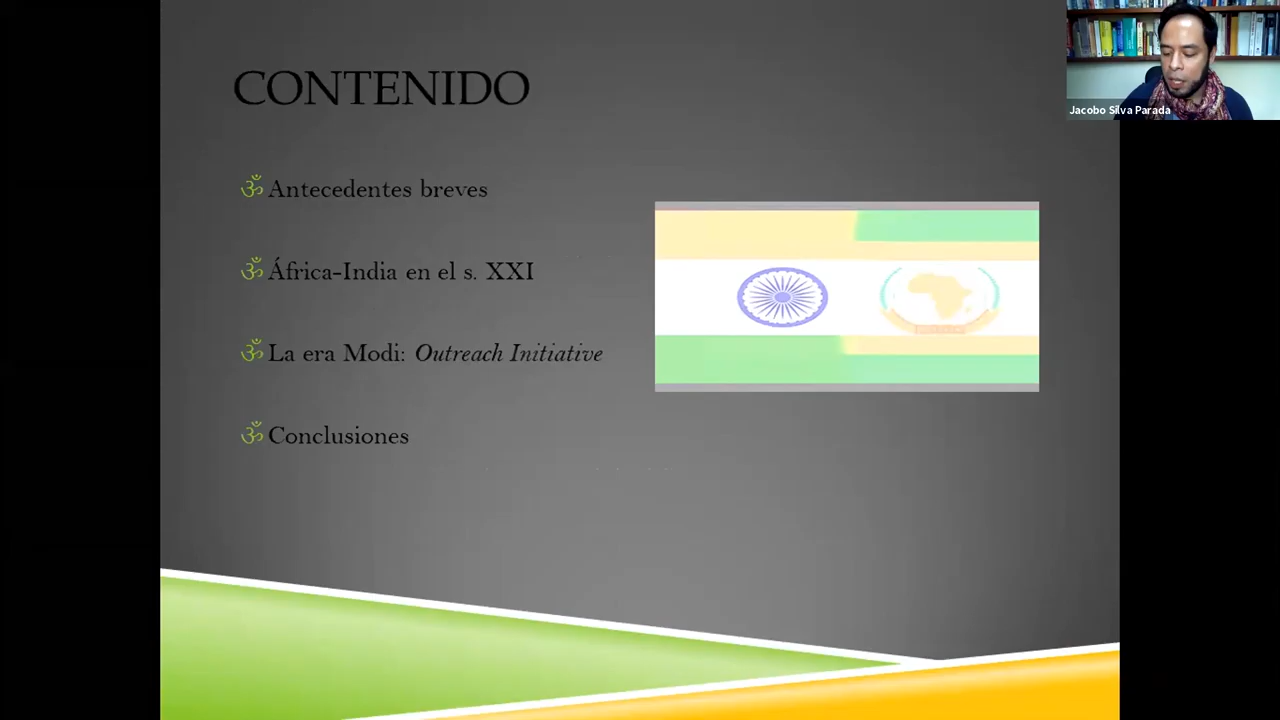 CONTENIDO
Jacobo Silva Parada
ॐ Antecedentes breves
ॐ África-India en el s. XXI
ॐ La era Modi: Outreach Initiative
ॐ Conclusiones